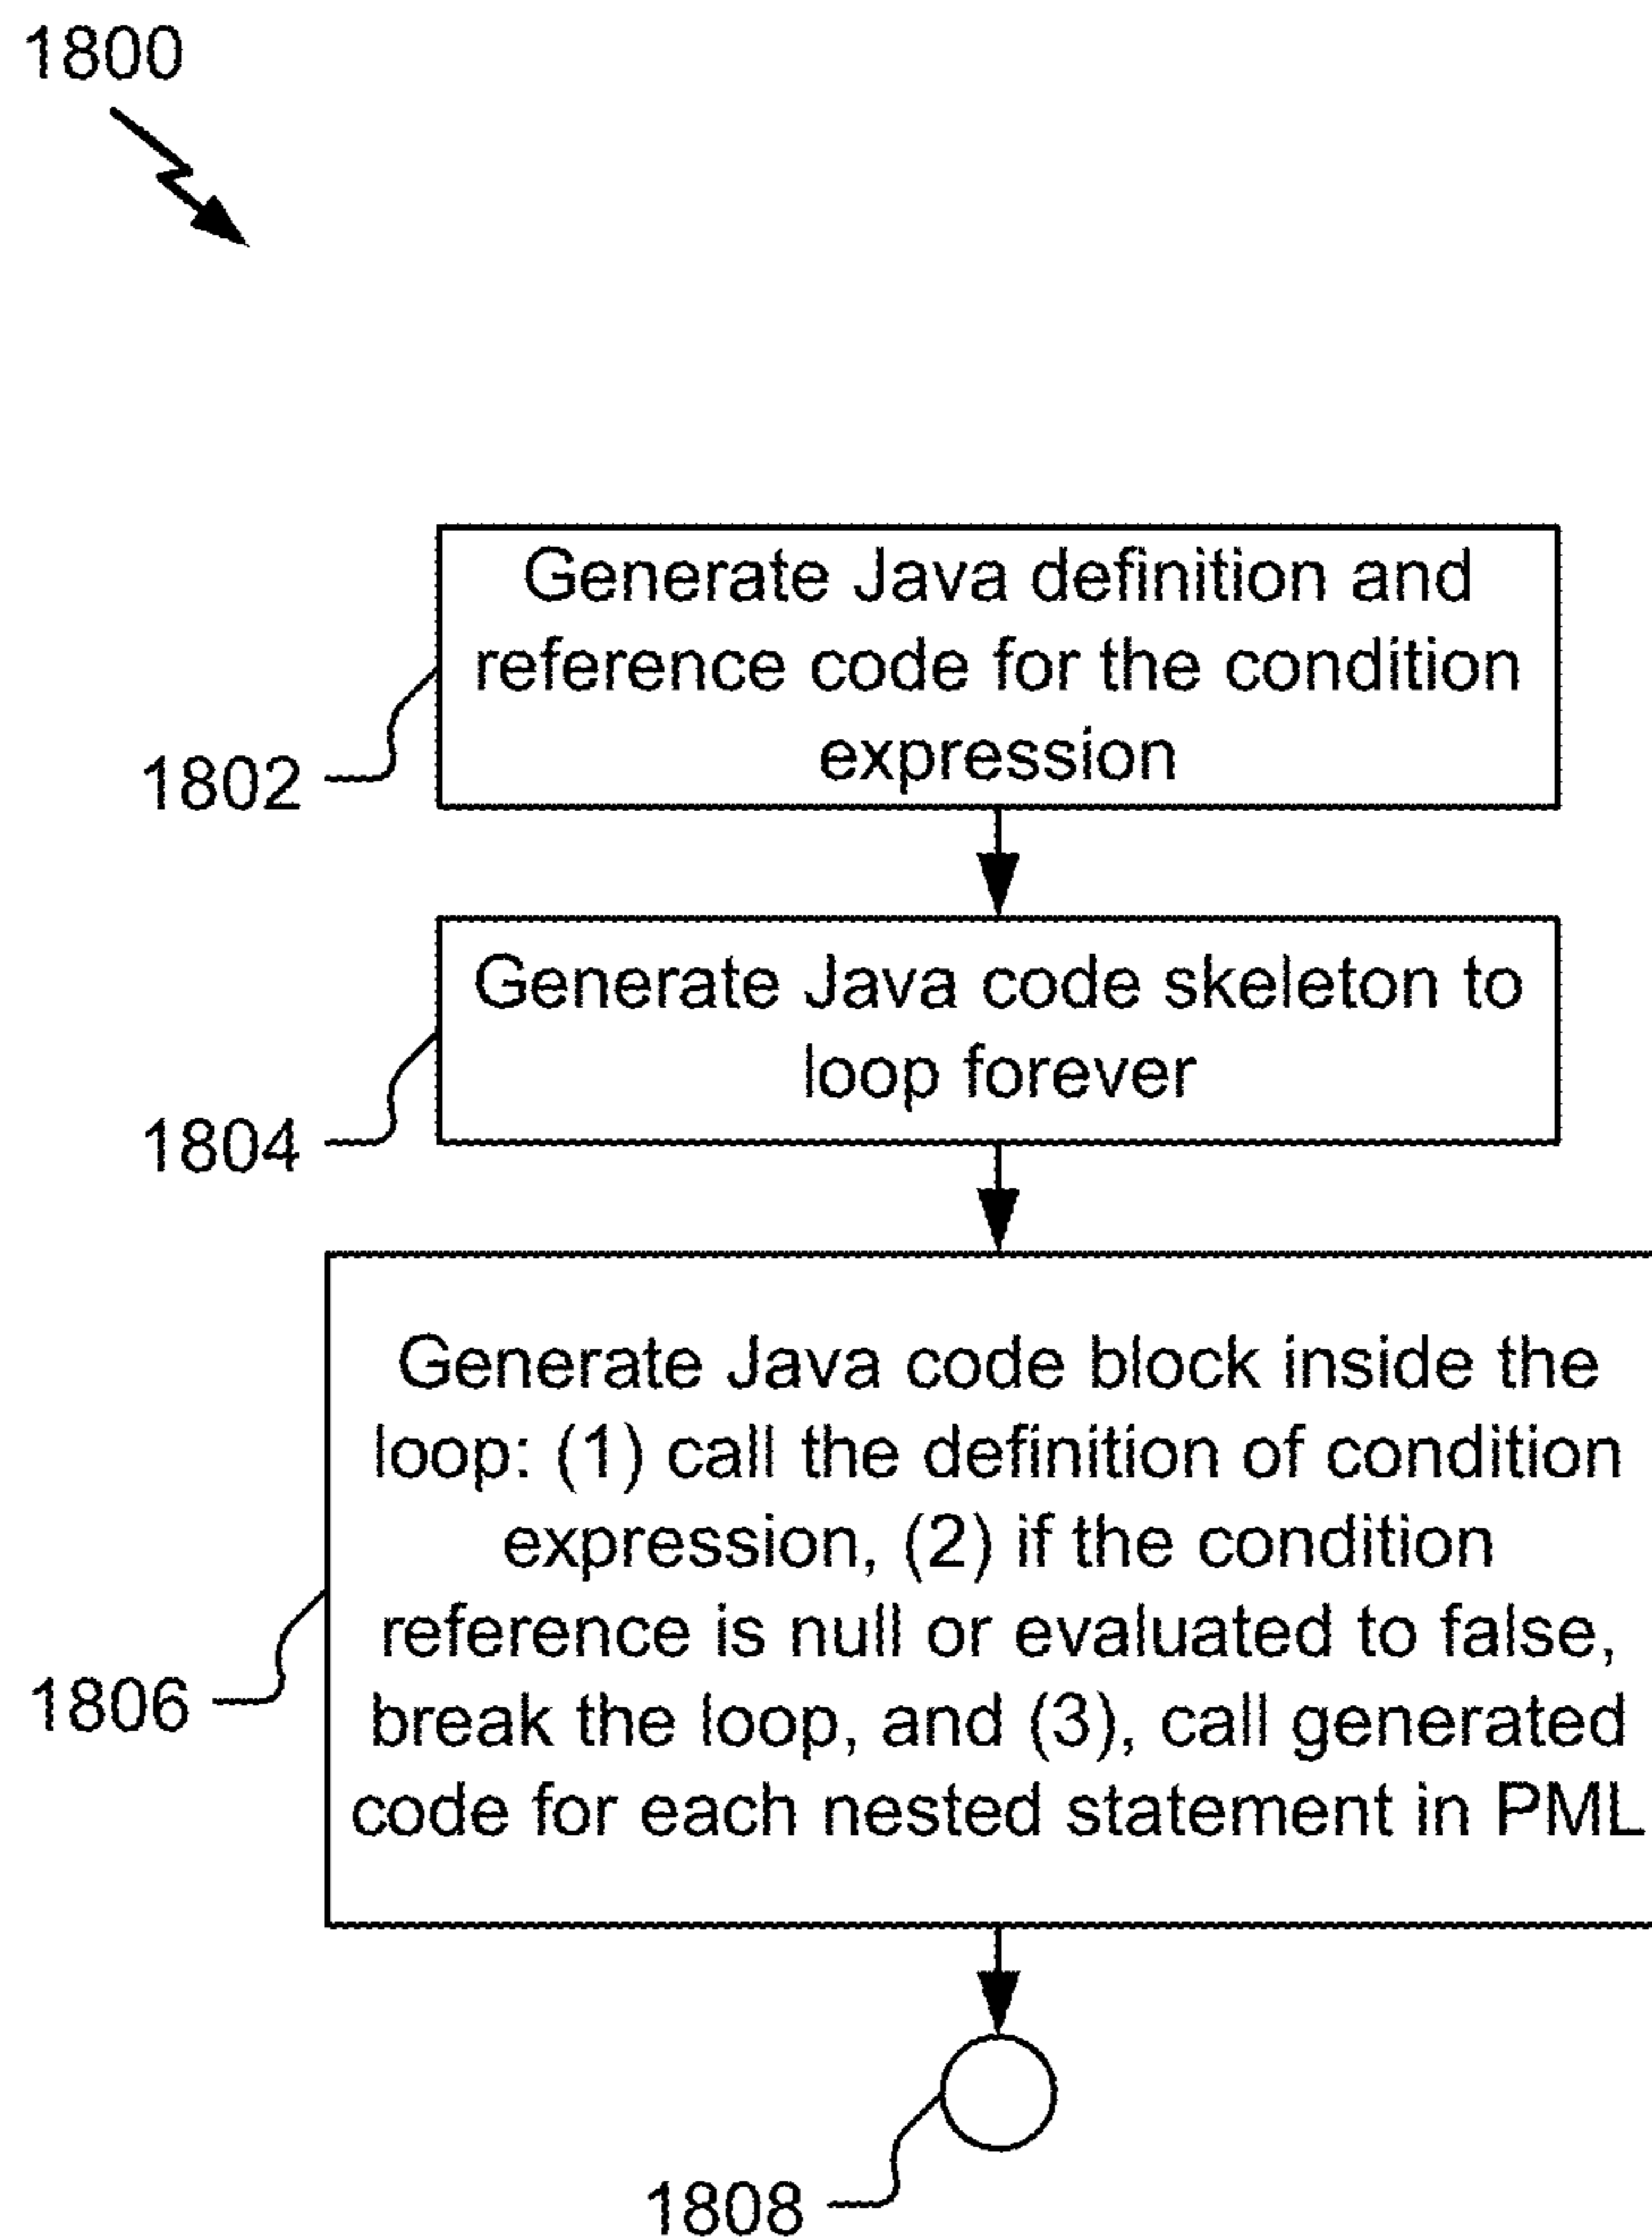 1800
Generate Java definition and
reference code for the condition
expression
1802
Generate Java code skeleton to
loop forever
1804
Generate Java code block inside the
loop: (1) call the definition of condition
expression, (2) if the condition
reference is null or evaluated to false,
break the loop, and (3), call generated
code for each nested statement in PML
1806
1808